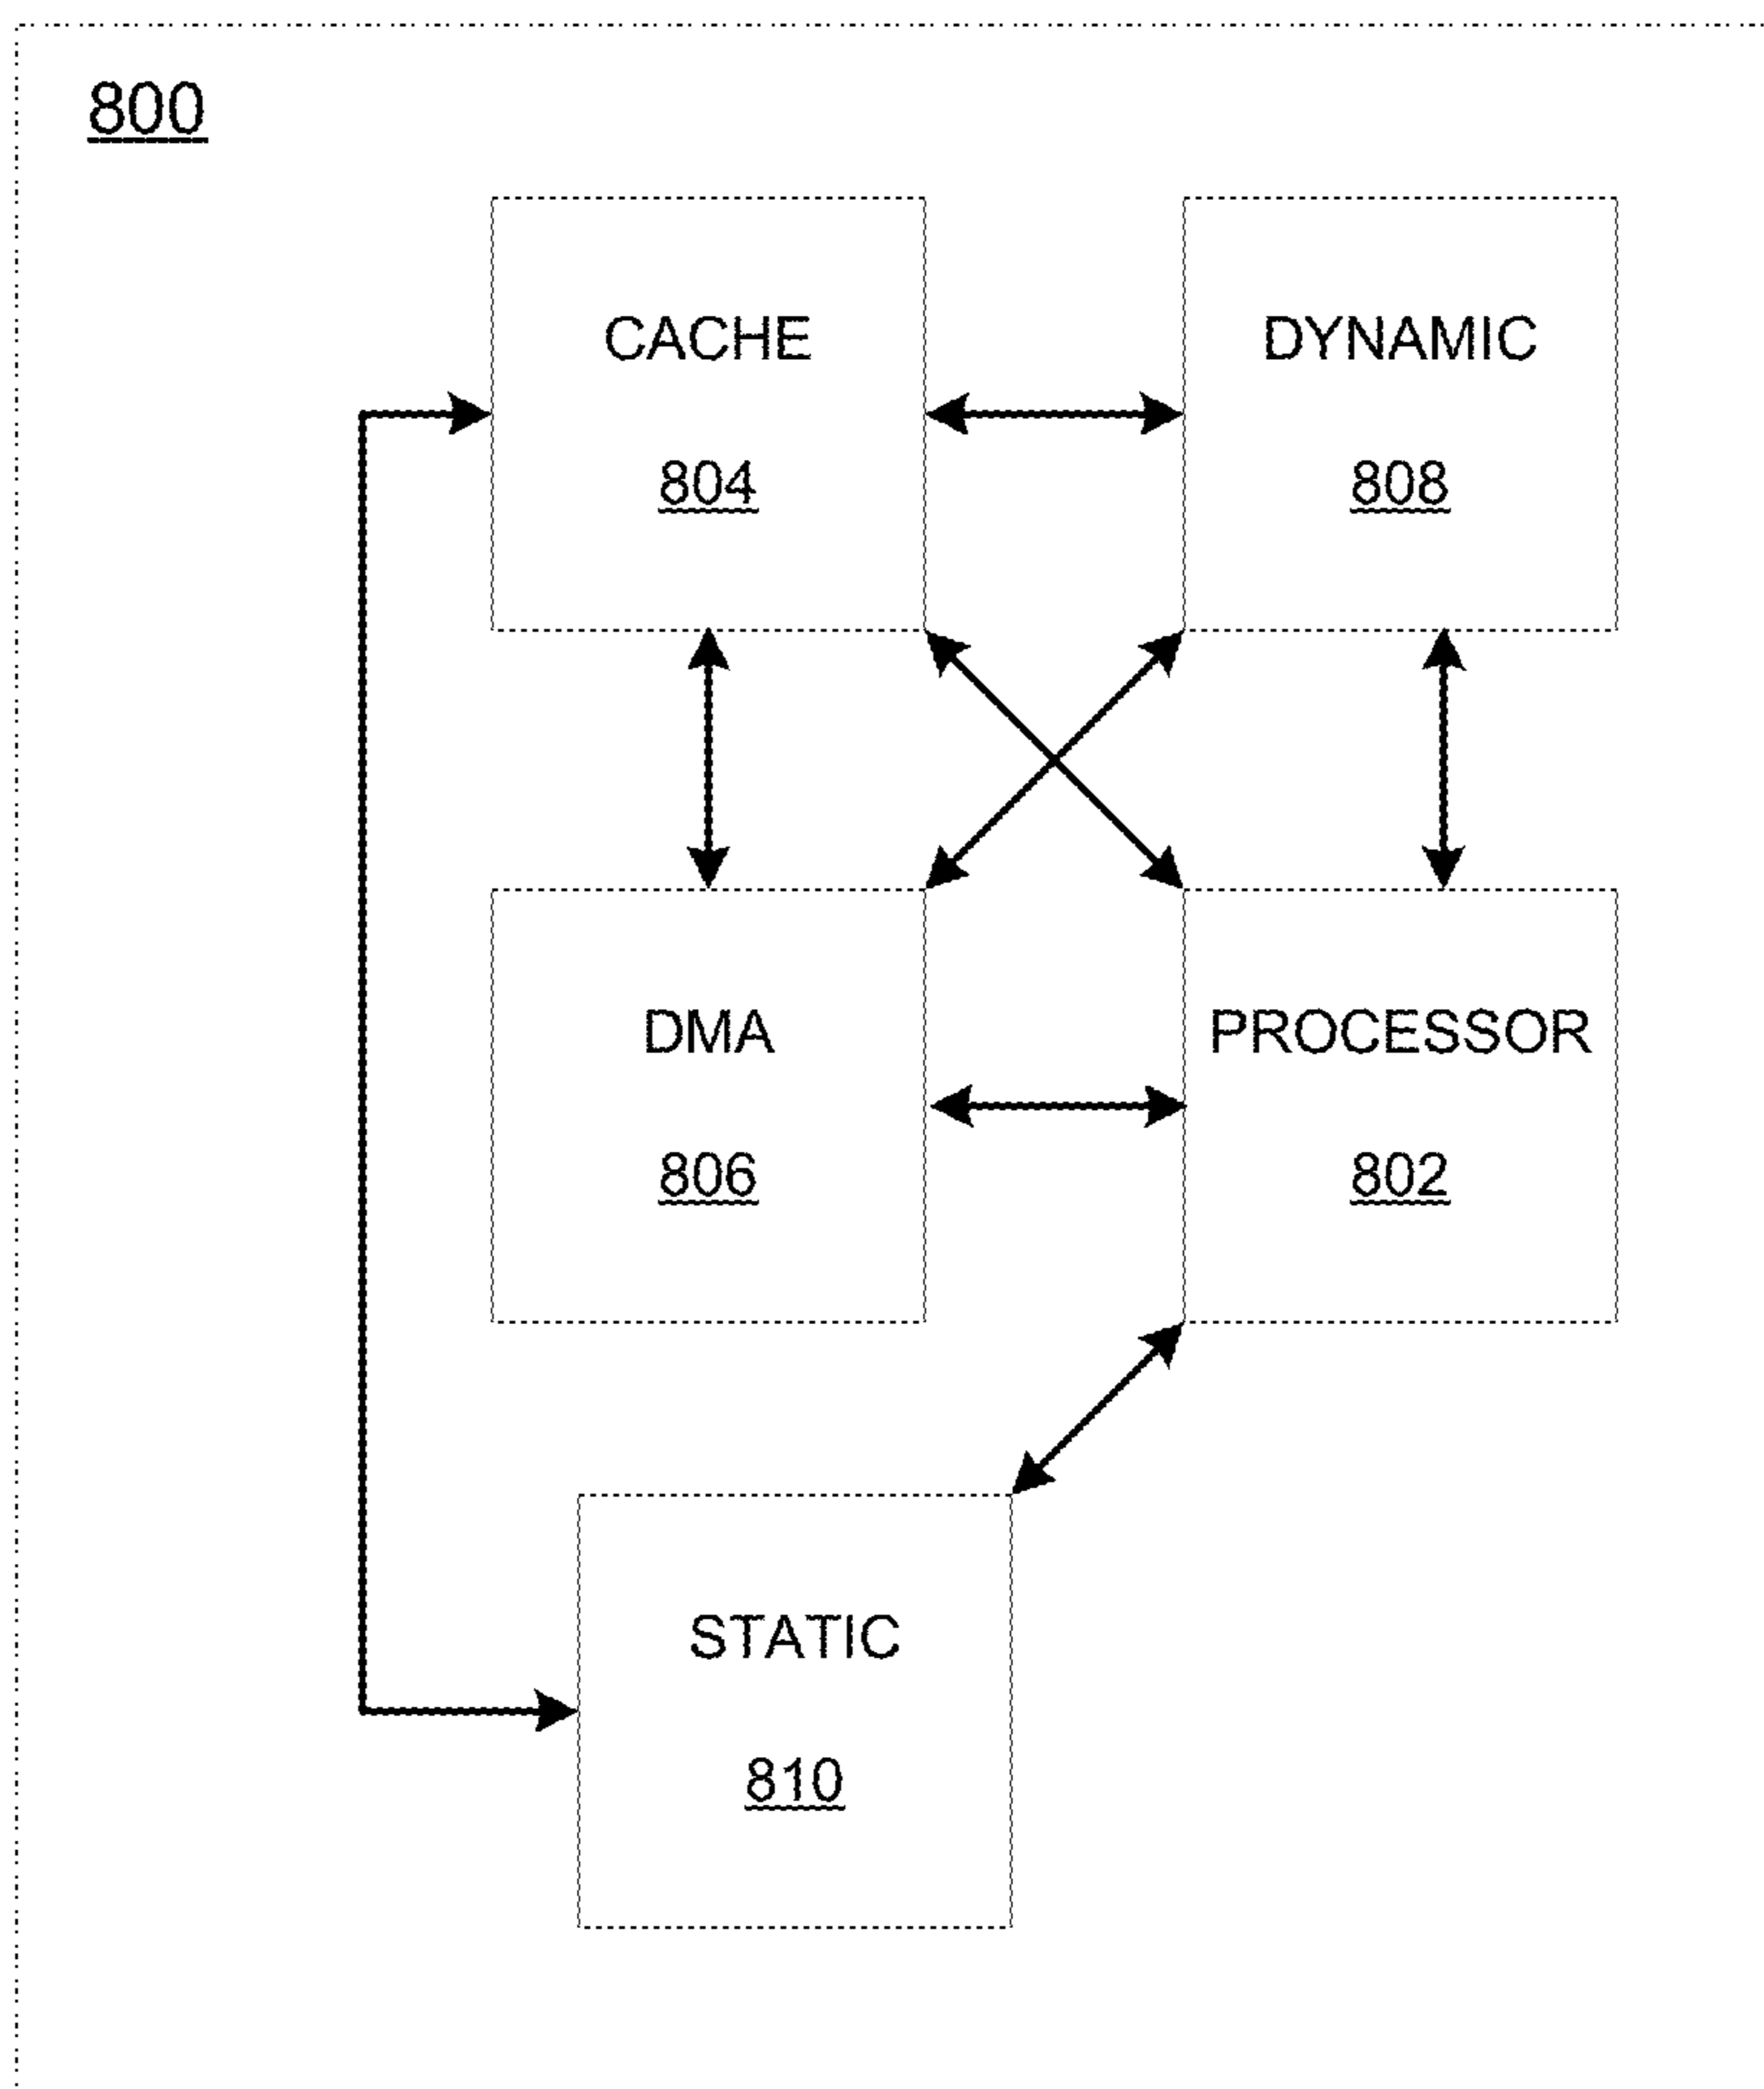 800
CACHE
804
DYNAMIC
808
DMA
806
PROCESSOR
802
STATIC
810